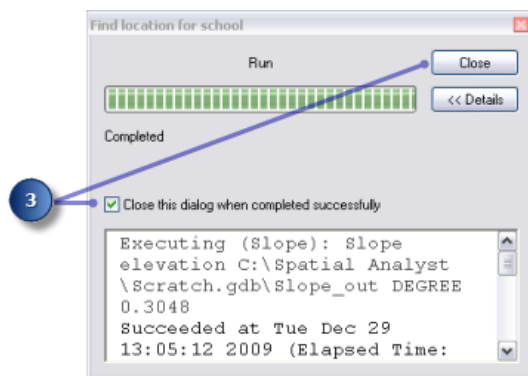 Find location for school
Run
Close
<< Details
Completed
3
Close this dialog when completed successfully
Executing (Slope): Slope
elevation C:\Spatial Analyst
\Scratch.gdb\Slope_out DEGREE
0.3048
Succeeded at Tue Dec 29
13:05:12 2009 (Elapsed Time: